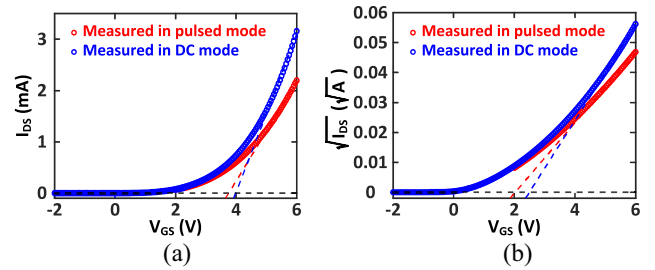 (a)
Measured in pulsed mode
Measured in DC mode
I_DS (mA)
3
2
1
0
-2 0 2 4 6
V_GS (V)
(a)
(b)
Measured in pulsed mode
Measured in DC mode
√I_DS (√A)
0.06
0.05
0.04
0.03
0.02
0.01
0
-2 0 2 4 6
V_GS (V)
(b)